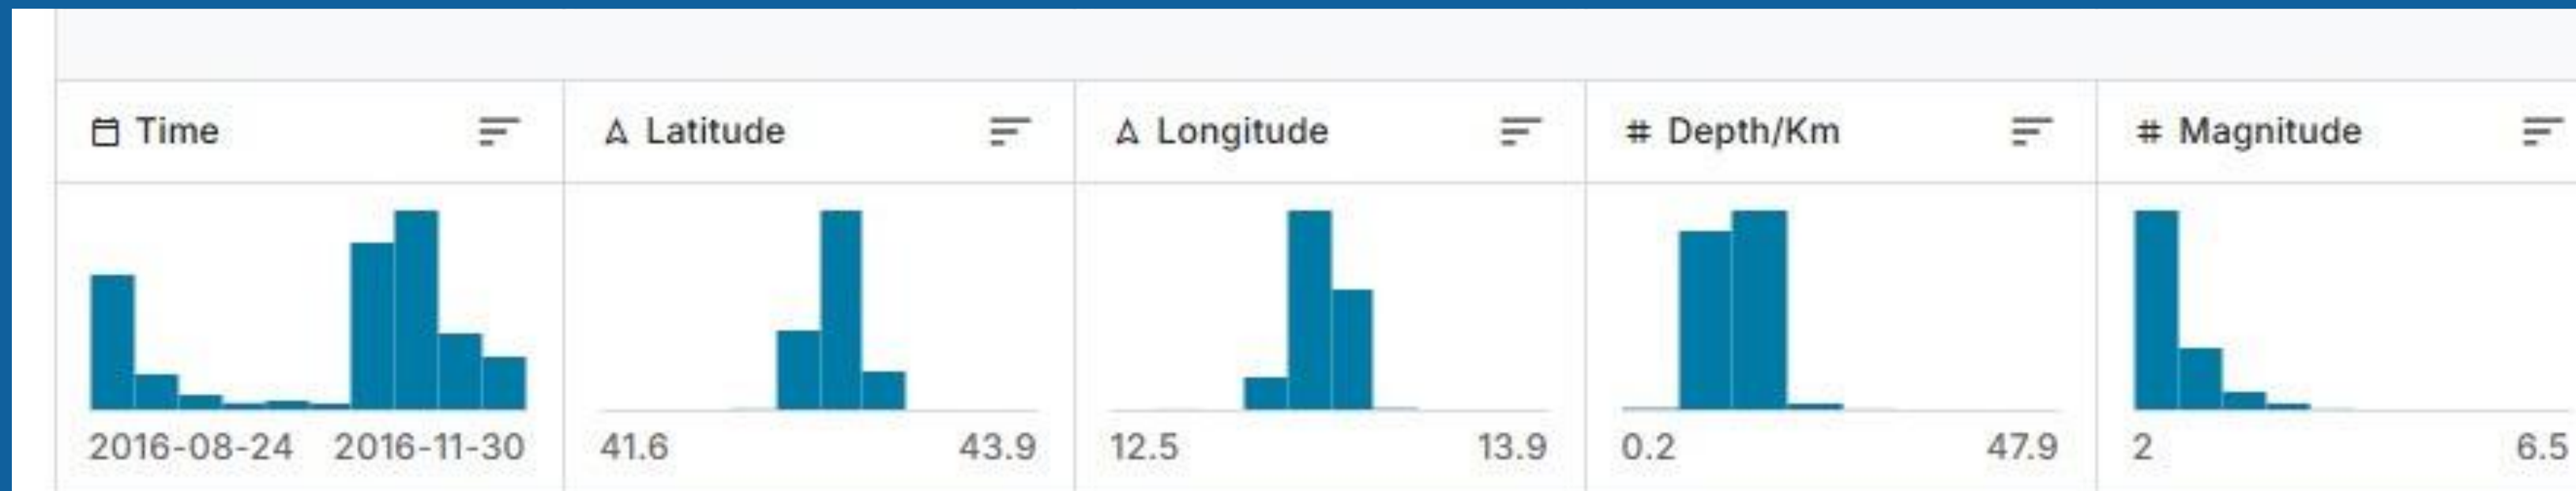 Time Latitude Longitude # Depth/Km # Magnitude
2016-08-24 2016-11-30 41.6 43.9 12.5 13.9 0.2 47.9 2 6.5